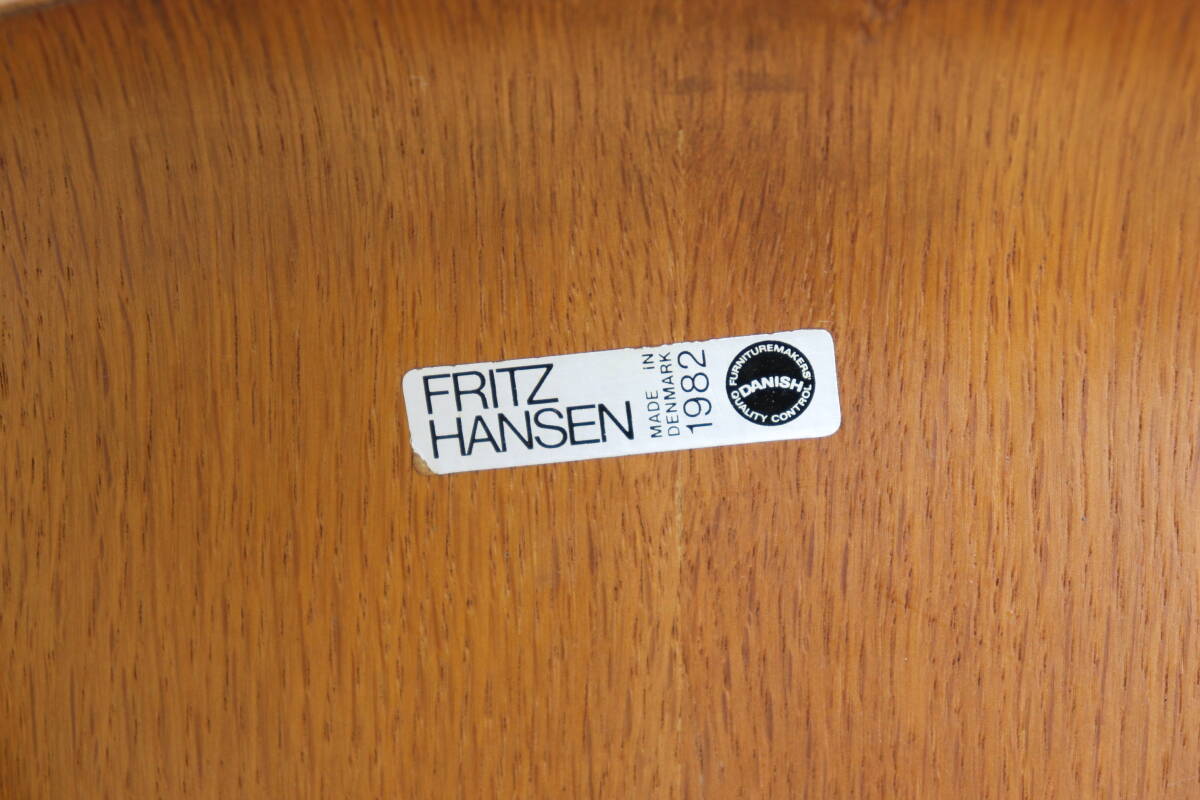 FRITZ
HANSEN
MADE IN
DENMARK
1982
FURNITUREMAKERS'
DANISH
QUALITY CONTROL